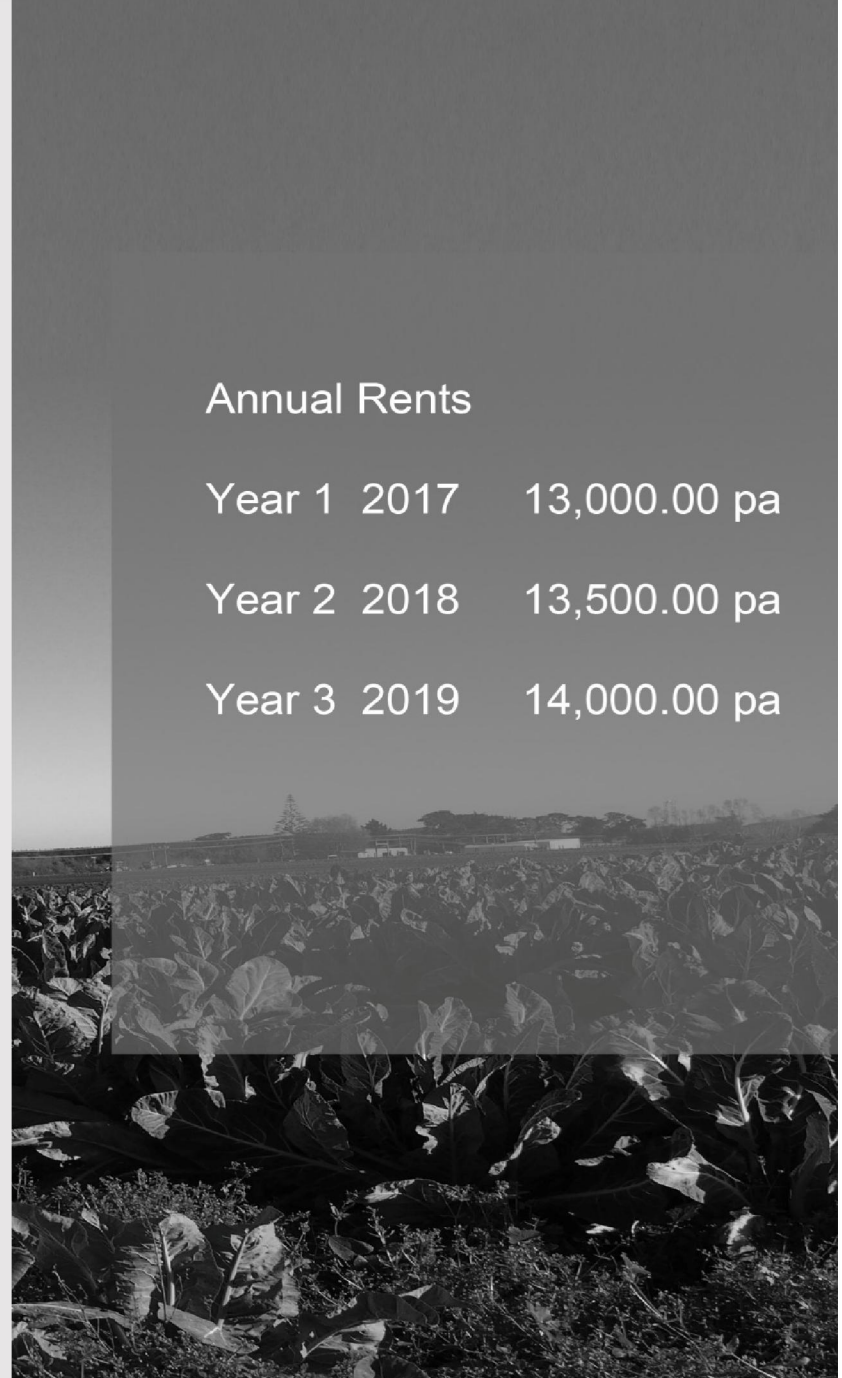 Annual Rents
Year 1 2017 13,000.00 pa
Year 2 2018 13,500.00 pa
Year 3 2019 14,000.00 pa